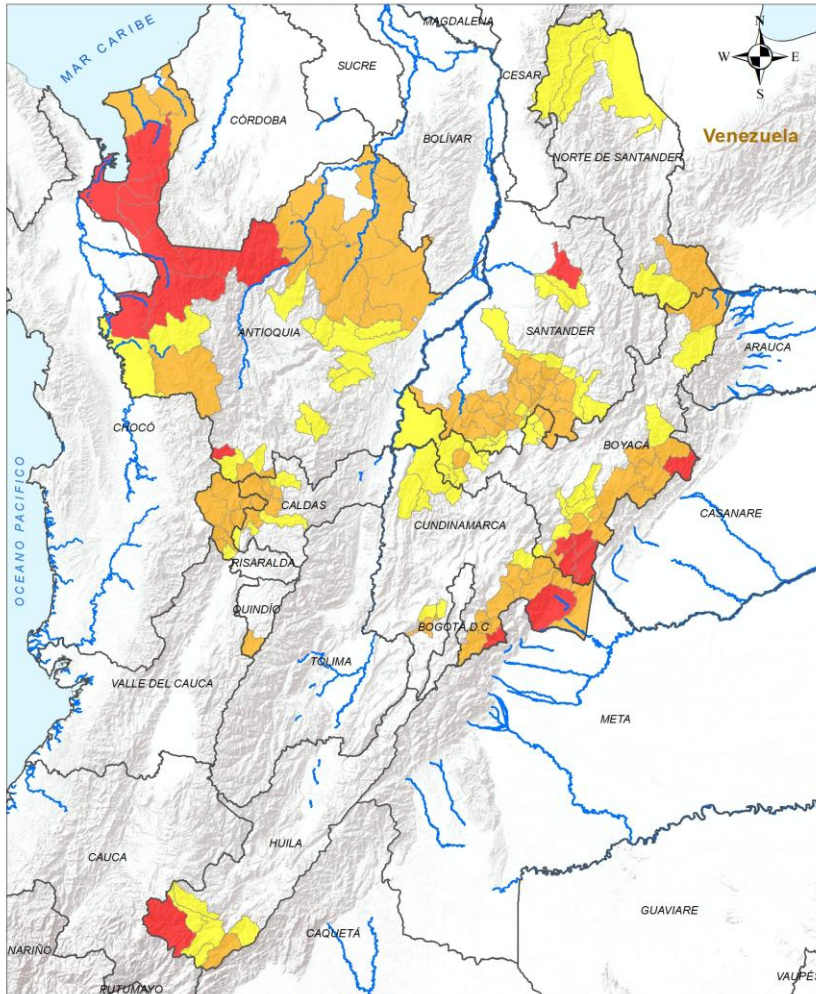 MAGDALENA
N
MAR CARIBE
SUCRE
CESAR
W
E
S
CÓRDOBA
BOLÍVAR
Venezuela
NORTE DE SANTANDER
ANTIOQUIA
SANTANDER
ARAUCA
CHOCÓ
BOYACÁ
CALDAS
CASANARE
CUNDINAMARCA
OCEANO PACIFICO
RISARALDA
QUINDÍO
BOGOTÁ, D.C
TOLIMA
VALLE DEL CAUCA
META
HUILA
CAUCA
GUAVIARE
CAQUETÁ
NARIÑO
PUTUMAYO
VAUPÉS